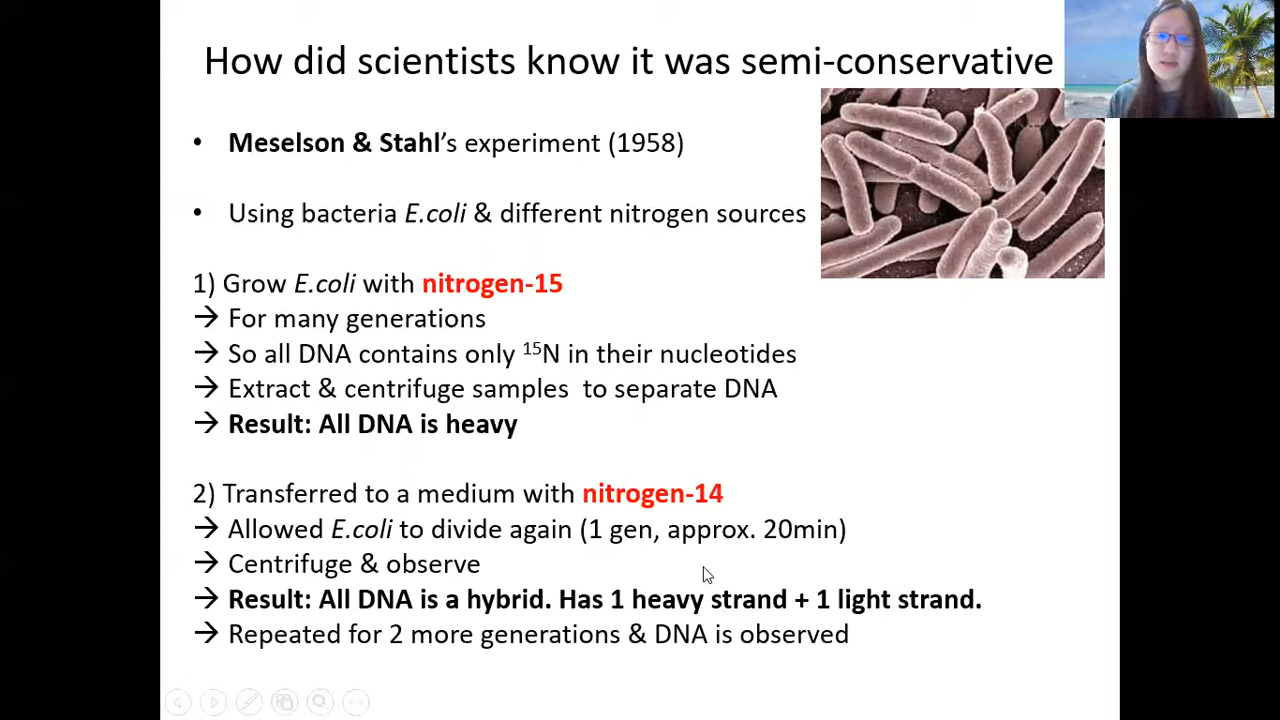 How did scientists know it was semi-conservative
• Meselson & Stahl’s experiment (1958)
• Using bacteria E.coli & different nitrogen sources
1) Grow E.coli with nitrogen-15
→ For many generations
→ So all DNA contains only ¹⁵N in their nucleotides
→ Extract & centrifuge samples to separate DNA
→ Result: All DNA is heavy
2) Transferred to a medium with nitrogen-14
→ Allowed E.coli to divide again (1 gen, approx. 20min)
→ Centrifuge & observe
→ Result: All DNA is a hybrid. Has 1 heavy strand + 1 light strand.
→ Repeated for 2 more generations & DNA is observed